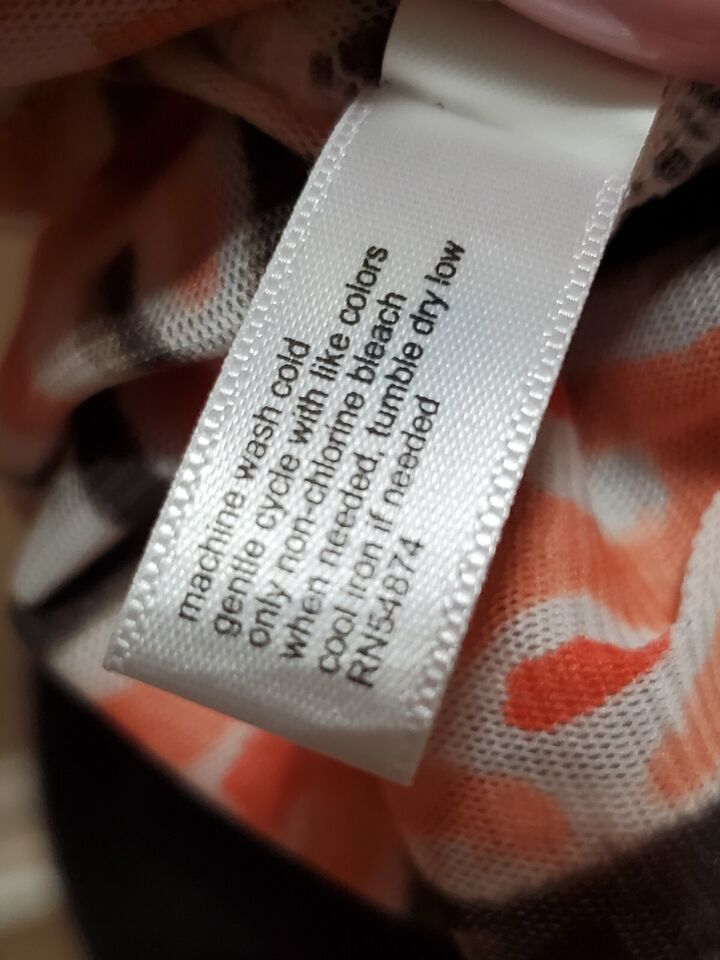 machine wash cold
gentle cycle with like colors
only non-chlorine bleach
when needed, tumble dry low
cool iron if needed
RN54874